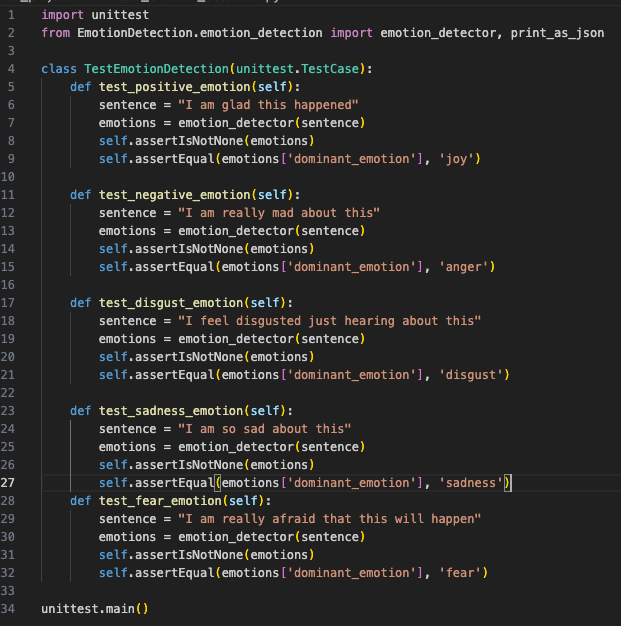 1 import unittest
2 from EmotionDetection.emotion_detection import emotion_detector, print_as_json
3
4 class TestEmotionDetection(unittest.TestCase):
5     def test_positive_emotion(self):
6         sentence = "I am glad this happened"
7         emotions = emotion_detector(sentence)
8         self.assertIsNotNone(emotions)
9         self.assertEqual(emotions['dominant_emotion'], 'joy')
10
11     def test_negative_emotion(self):
12         sentence = "I am really mad about this"
13         emotions = emotion_detector(sentence)
14         self.assertIsNotNone(emotions)
15         self.assertEqual(emotions['dominant_emotion'], 'anger')
16
17     def test_disgust_emotion(self):
18         sentence = "I feel disgusted just hearing about this"
19         emotions = emotion_detector(sentence)
20         self.assertIsNotNone(emotions)
21         self.assertEqual(emotions['dominant_emotion'], 'disgust')
22
23     def test_sadness_emotion(self):
24         sentence = "I am so sad about this"
25         emotions = emotion_detector(sentence)
26         self.assertIsNotNone(emotions)
27         self.assertEqual(emotions['dominant_emotion'], 'sadness')
28     def test_fear_emotion(self):
29         sentence = "I am really afraid that this will happen"
30         emotions = emotion_detector(sentence)
31         self.assertIsNotNone(emotions)
32         self.assertEqual(emotions['dominant_emotion'], 'fear')
33
34 unittest.main()